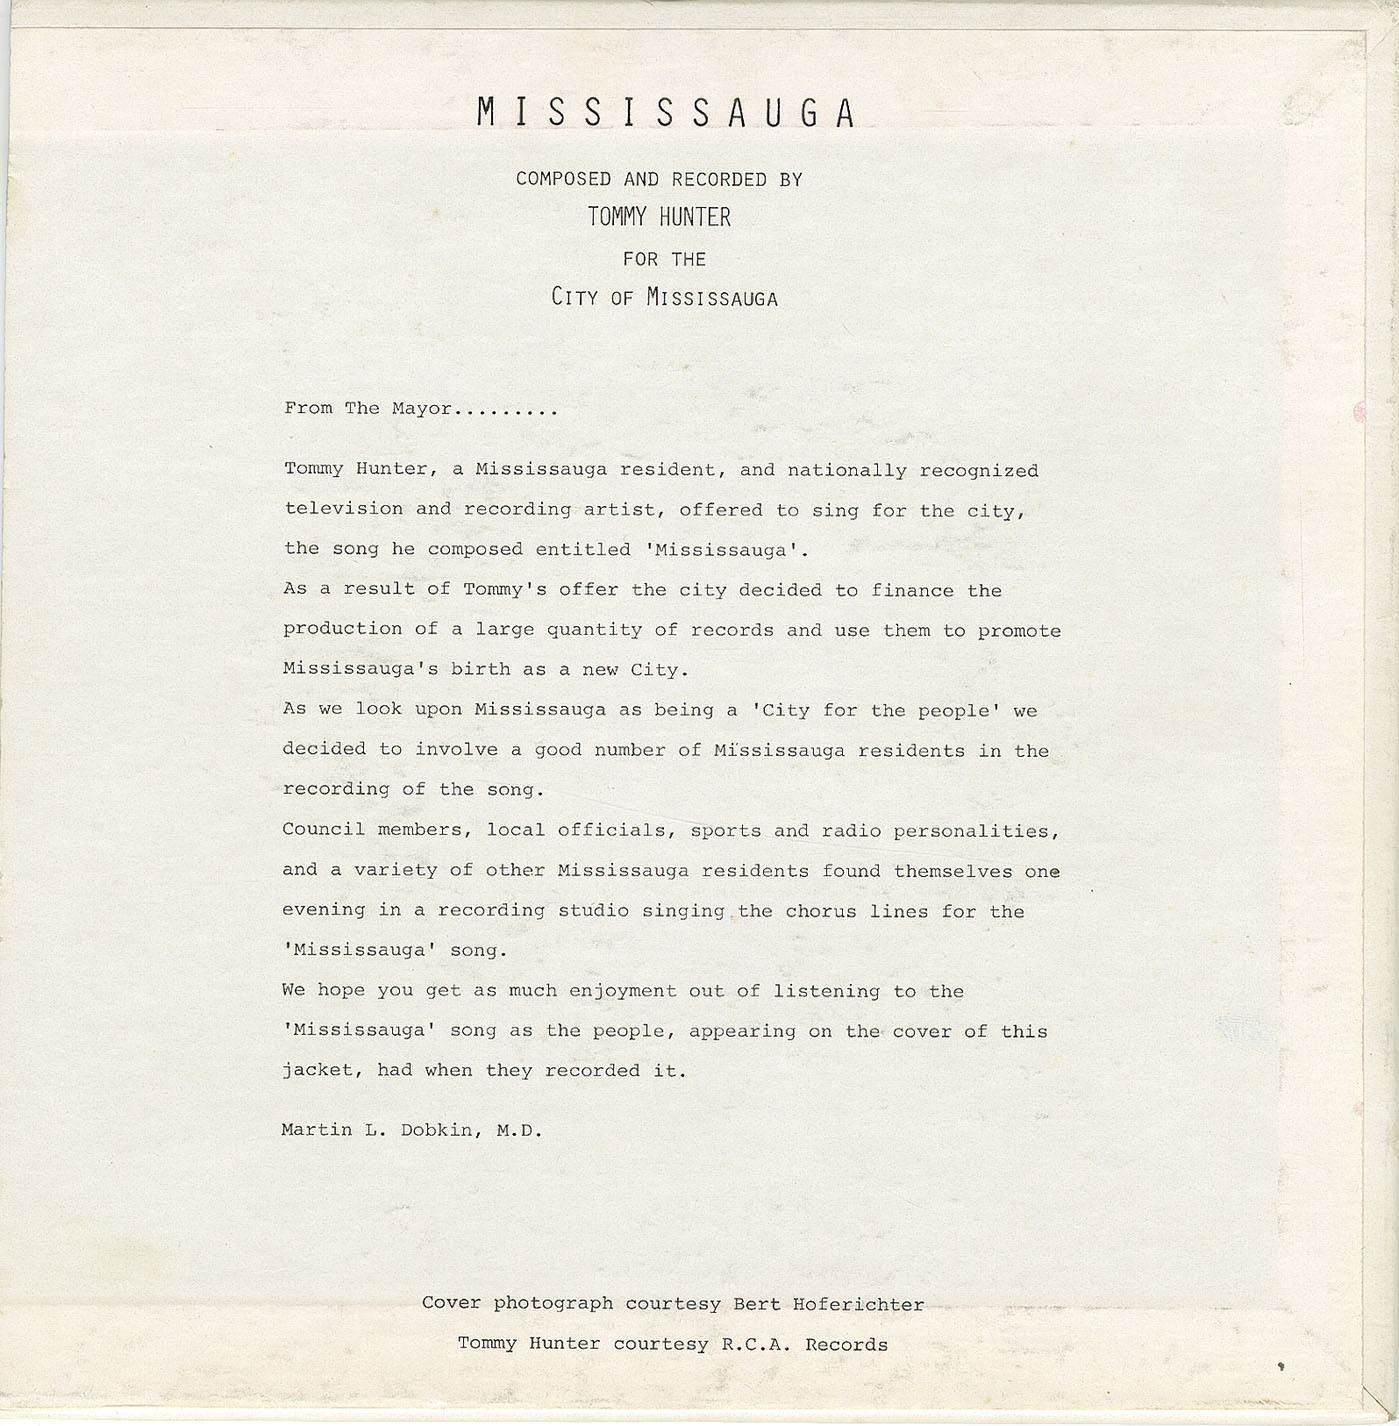 MISSISSAUGA
COMPOSED AND RECORDED BY
TOMMY HUNTER
FOR THE
CITY OF MISSISSAUGA
From The Mayor.........
Tommy Hunter, a Mississauga resident, and nationally recognized
television and recording artist, offered to sing for the city,
the song he composed entitled 'Mississauga'.
As a result of Tommy's offer the city decided to finance the
production of a large quantity of records and use them to promote
Mississauga's birth as a new City.
As we look upon Mississauga as being a 'City for the people' we
decided to involve a good number of Mississauga residents in the
recording of the song.
Council members, local officials, sports and radio personalities,
and a variety of other Mississauga residents found themselves one
evening in a recording studio singing the chorus lines for the
'Mississauga' song.
We hope you get as much enjoyment out of listening to the
'Mississauga' song as the people, appearing on the cover of this
jacket, had when they recorded it.
Martin L. Dobkin, M.D.
Cover photograph courtesy Bert Hoferichter
Tommy Hunter courtesy R.C.A. Records